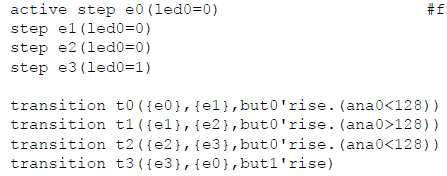 active step e0(led0=0) #f
step e1(led0=0)
step e2(led0=0)
step e3(led0=1)
transition t0({e0},{e1},but0'rise.(ana0<128))
transition t1({e1},{e2},but0'rise.(ana0>128))
transition t2({e2},{e3},but0'rise.(ana0<128))
transition t3({e3},{e0},but1'rise)